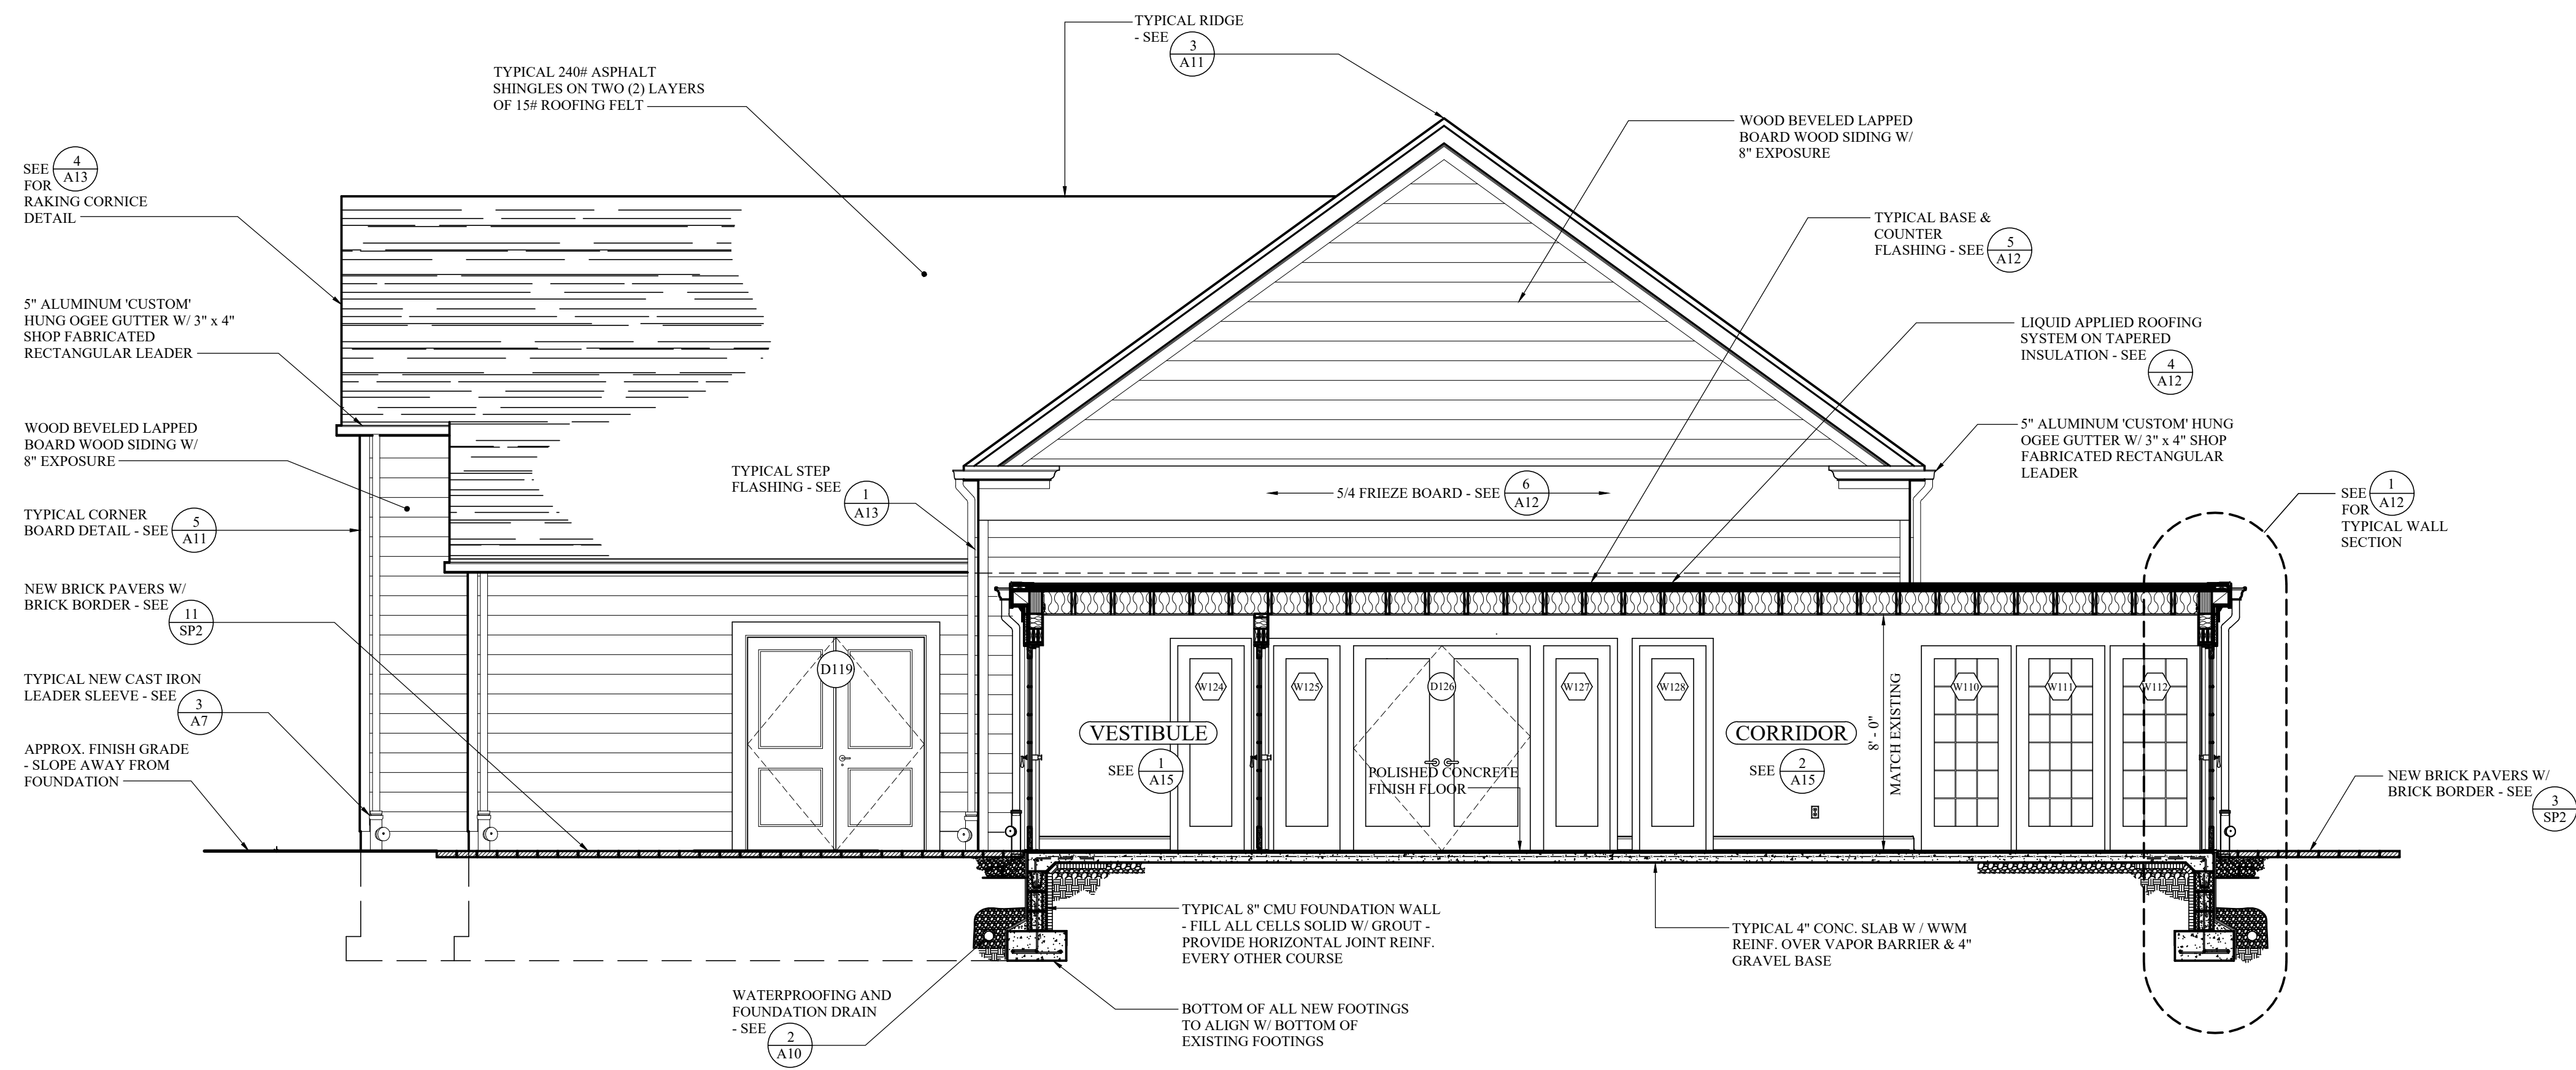 TYPICAL RIDGE
- SEE
3
A11
TYPICAL 240# ASPHALT
SHINGLES ON TWO (2) LAYERS
OF 15# ROOFING FELT
WOOD BEVELED LAPPED
BOARD WOOD SIDING W/
8" EXPOSURE
SEE
4
A13
FOR
RAKING CORNICE
DETAIL
TYPICAL BASE &
COUNTER
FLASHING - SEE
5
A12
5" ALUMINUM 'CUSTOM'
HUNG OGEE GUTTER W/ 3" x 4"
SHOP FABRICATED
RECTANGULAR LEADER
LIQUID APPLIED ROOFING
SYSTEM ON TAPERED
INSULATION - SEE
4
A12
WOOD BEVELED LAPPED
BOARD WOOD SIDING W/
8" EXPOSURE
5" ALUMINUM 'CUSTOM' HUNG
OGEE GUTTER W/ 3" x 4" SHOP
FABRICATED RECTANGULAR
LEADER
TYPICAL STEP
FLASHING - SEE
1
A13
5/4 FRIEZE BOARD - SEE
6
A12
SEE
1
A12
FOR
TYPICAL WALL
SECTION
TYPICAL CORNER
BOARD DETAIL - SEE
5
A11
NEW BRICK PAVERS W/
BRICK BORDER - SEE
11
SP2
D119
W124
W125
D126
W127
W128
W110
W111
W112
TYPICAL NEW CAST IRON
LEADER SLEEVE - SEE
3
A7
VESTIBULE
SEE
1
A15
CORRIDOR
SEE
2
A15
8' - 0"
MATCH EXISTING
POLISHED CONCRETE
FINISH FLOOR
APPROX. FINISH GRADE
- SLOPE AWAY FROM
FOUNDATION
NEW BRICK PAVERS W/
BRICK BORDER - SEE
3
SP2
TYPICAL 8" CMU FOUNDATION WALL
- FILL ALL CELLS SOLID W/ GROUT -
PROVIDE HORIZONTAL JOINT REINF.
EVERY OTHER COURSE
TYPICAL 4" CONC. SLAB W / WWM
REINF. OVER VAPOR BARRIER & 4"
GRAVEL BASE
WATERPROOFING AND
FOUNDATION DRAIN
- SEE
2
A10
BOTTOM OF ALL NEW FOOTINGS
TO ALIGN W/ BOTTOM OF
EXISTING FOOTINGS